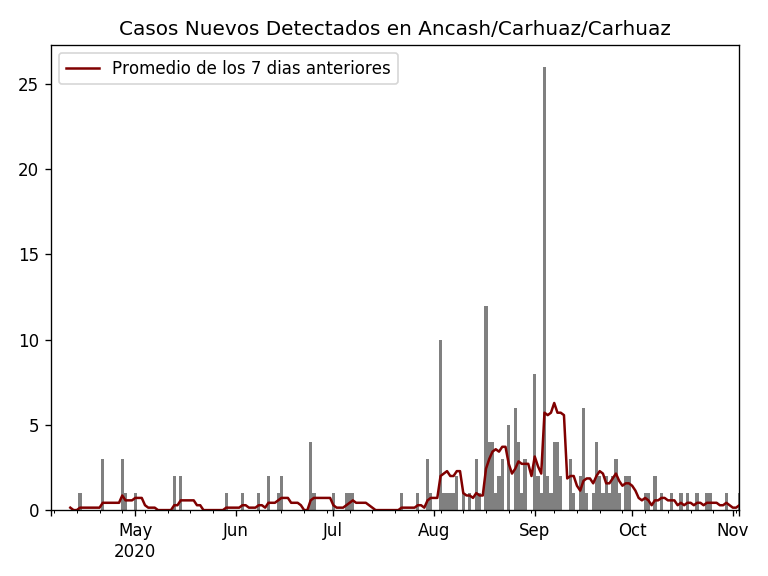 Casos Nuevos Detectados en Ancash/Carhuaz/Carhuaz
Promedio de los 7 dias anteriores
25
20
15
10
5
0
May Jun Jul Aug Sep Oct Nov
2020